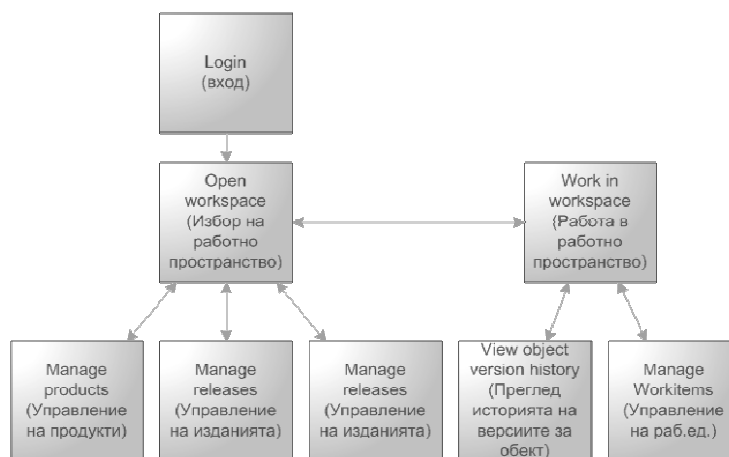 Login
(вход)
Open
workspace
(Избор на
работно
пространство)
Work in
workspace
(Работа в
работно
пространство)
Manage
products
(Управление
на продукти)
Manage
releases
(Управление
на изданията)
Manage
releases
(Управление
на изданията)
View object
version history
(Преглед
историята на
версиите за
обект)
Manage
Workitems
(Управление
на раб.ед.)